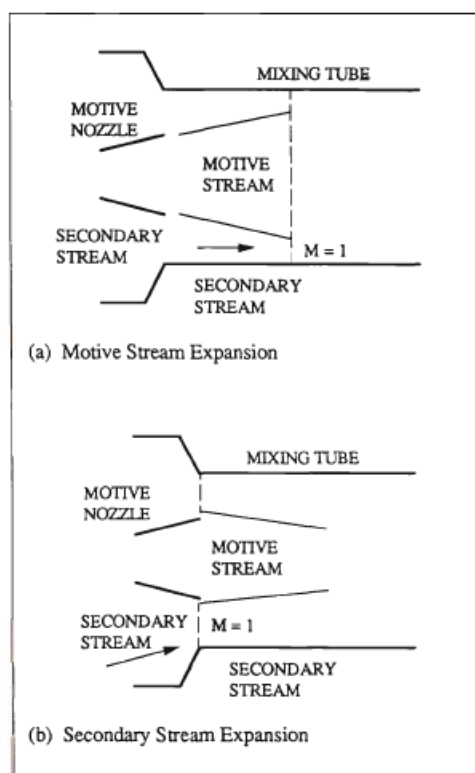 MIXING TUBE
MOTIVE
NOZZLE
MOTIVE
STREAM
SECONDARY
STREAM
M = 1
SECONDARY
STREAM
(a) Motive Stream Expansion
MIXING TUBE
MOTIVE
NOZZLE
MOTIVE
STREAM
SECONDARY
STREAM
M = 1
SECONDARY
STREAM
(b) Secondary Stream Expansion